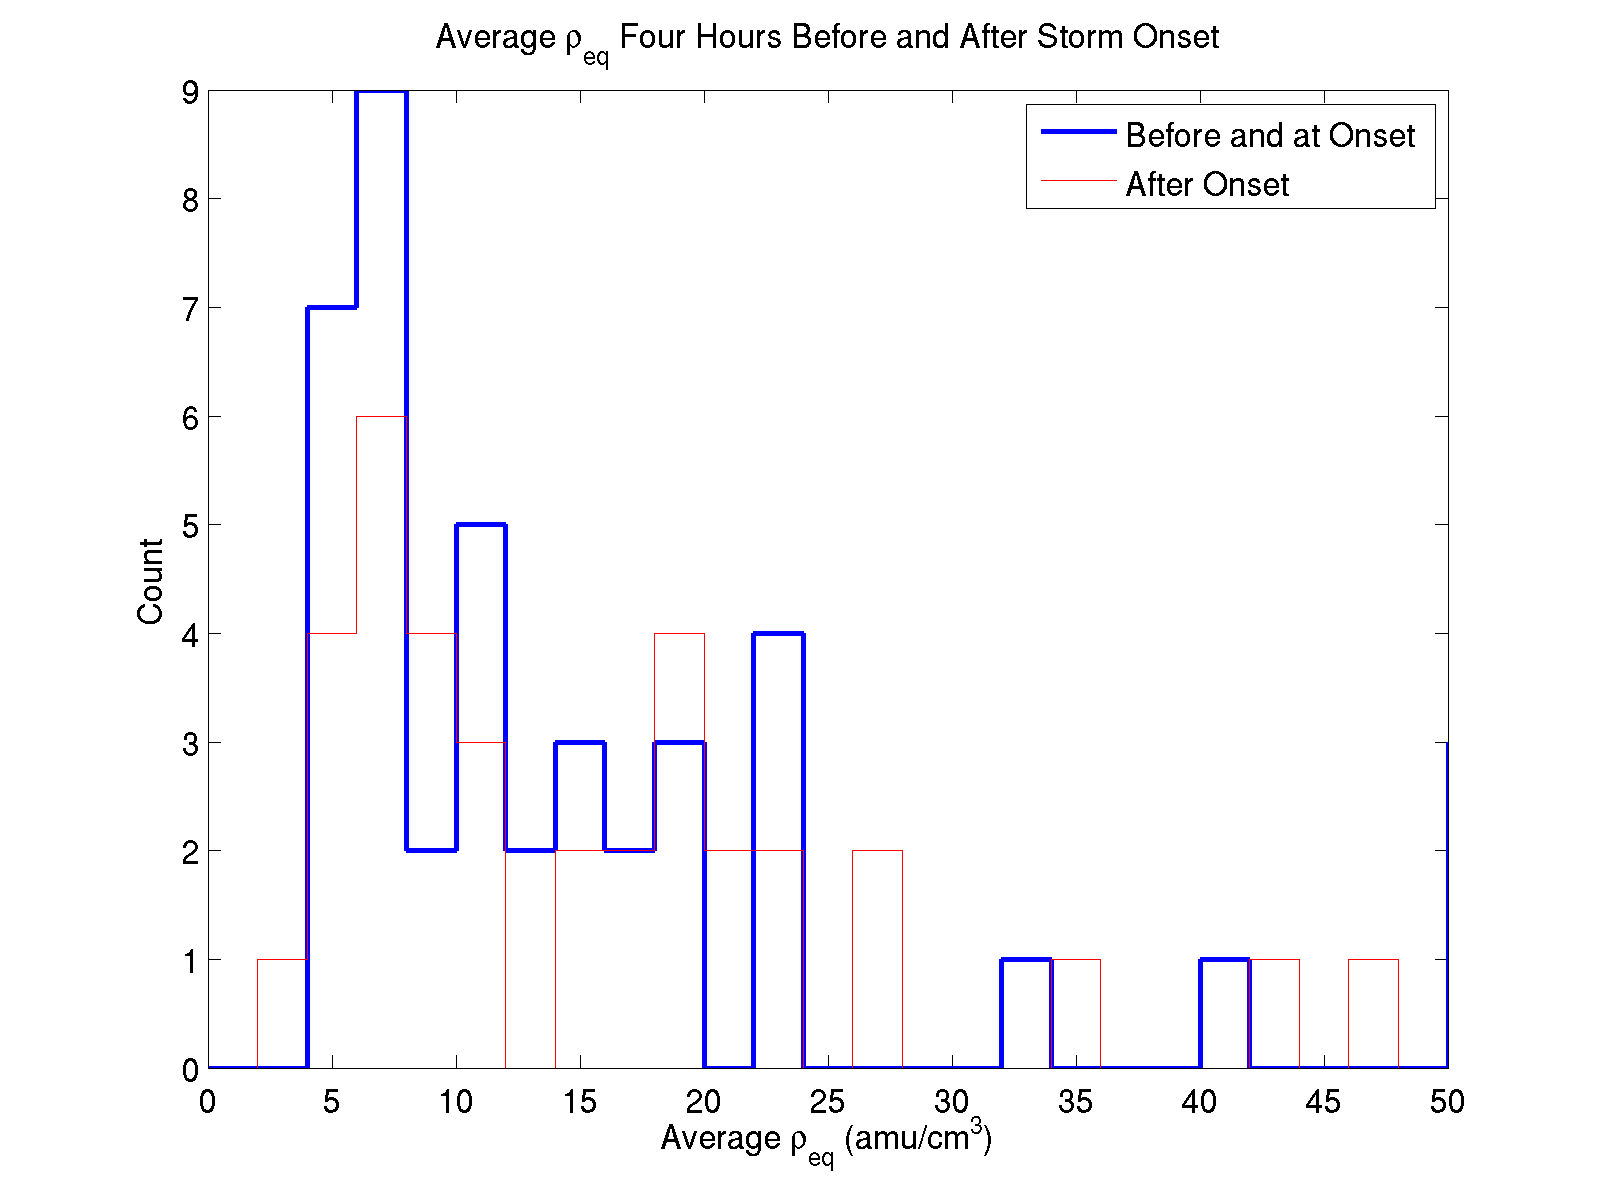 Average ρeq Four Hours Before and After Storm Onset
Before and at Onset
After Onset
9
8
7
6
5
4
3
2
1
0
Count
0 5 10 15 20 25 30 35 40 45 50
Average ρeq (amu/cm³)